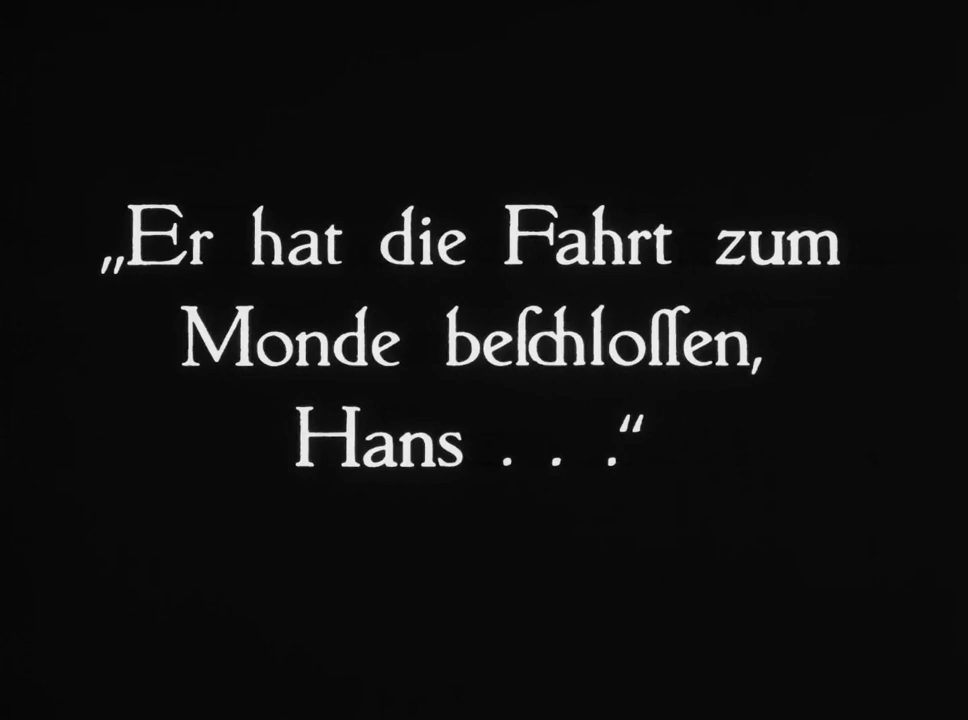 „Er hat die Fahrt zum
Monde beſchloſſen,
Hans . . .“